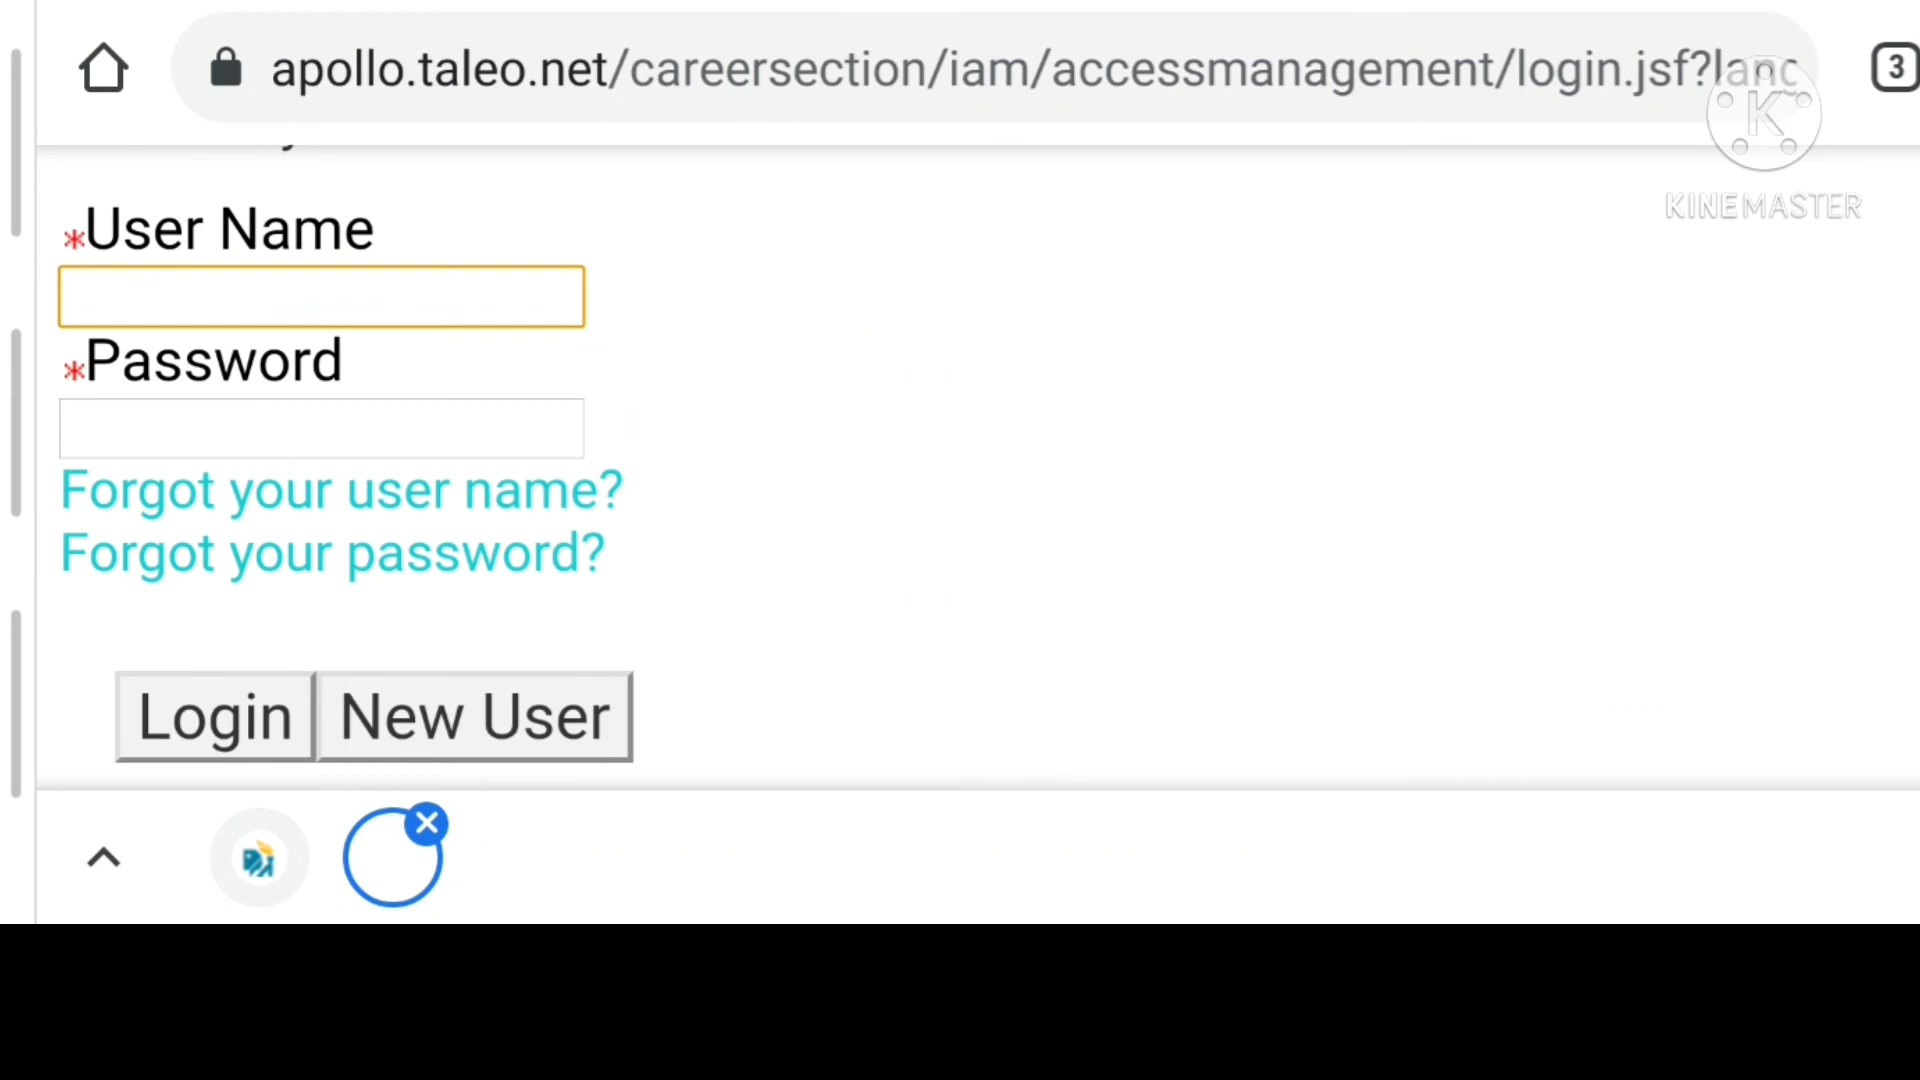 apollo.taleo.net/careersection/iam/accessmanagement/login.jsf?lang
3
K
KINEMASTER
*User Name
*Password
Forgot your user name?
Forgot your password?
Login
New User